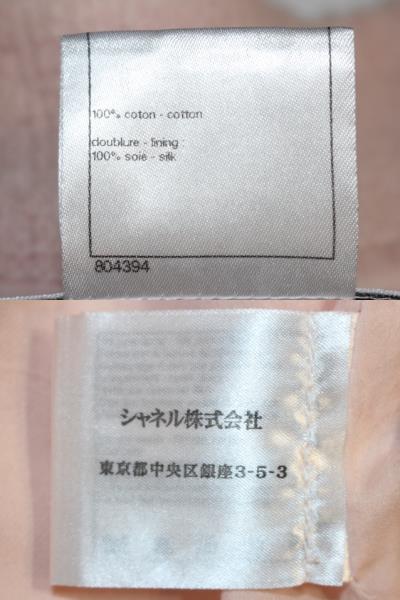 100% coton - cotton
doublure - lining :
100% soie - silk
804394
シャネル株式会社
東京都中央区銀座3-5-3